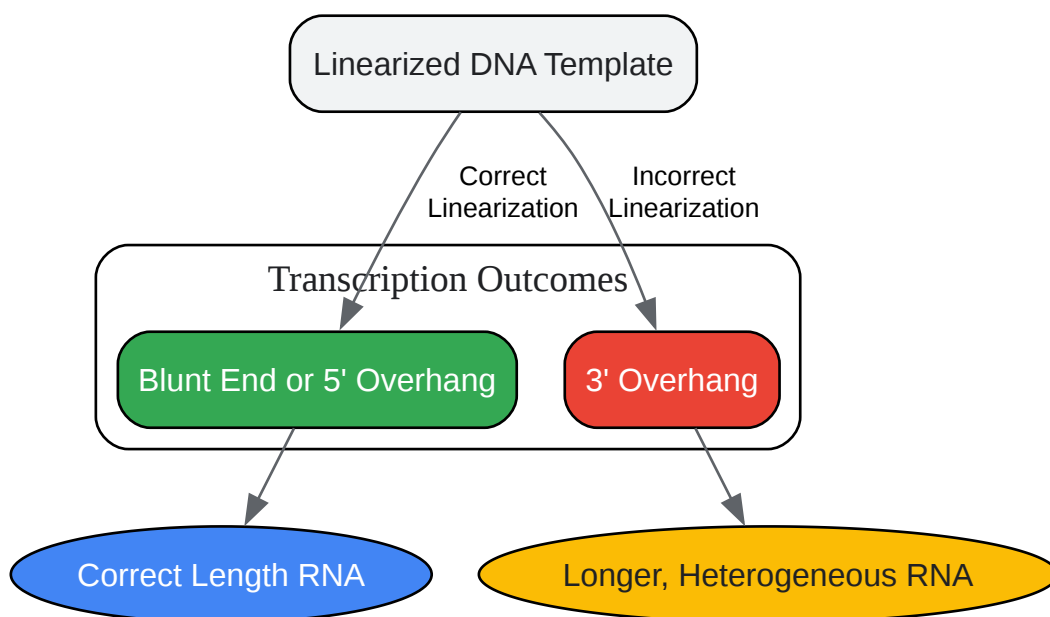 Linearized DNA Template
Correct
Linearization
Incorrect
Linearization
Transcription Outcomes
Blunt End or 5' Overhang
3' Overhang
Correct Length RNA
Longer, Heterogeneous RNA